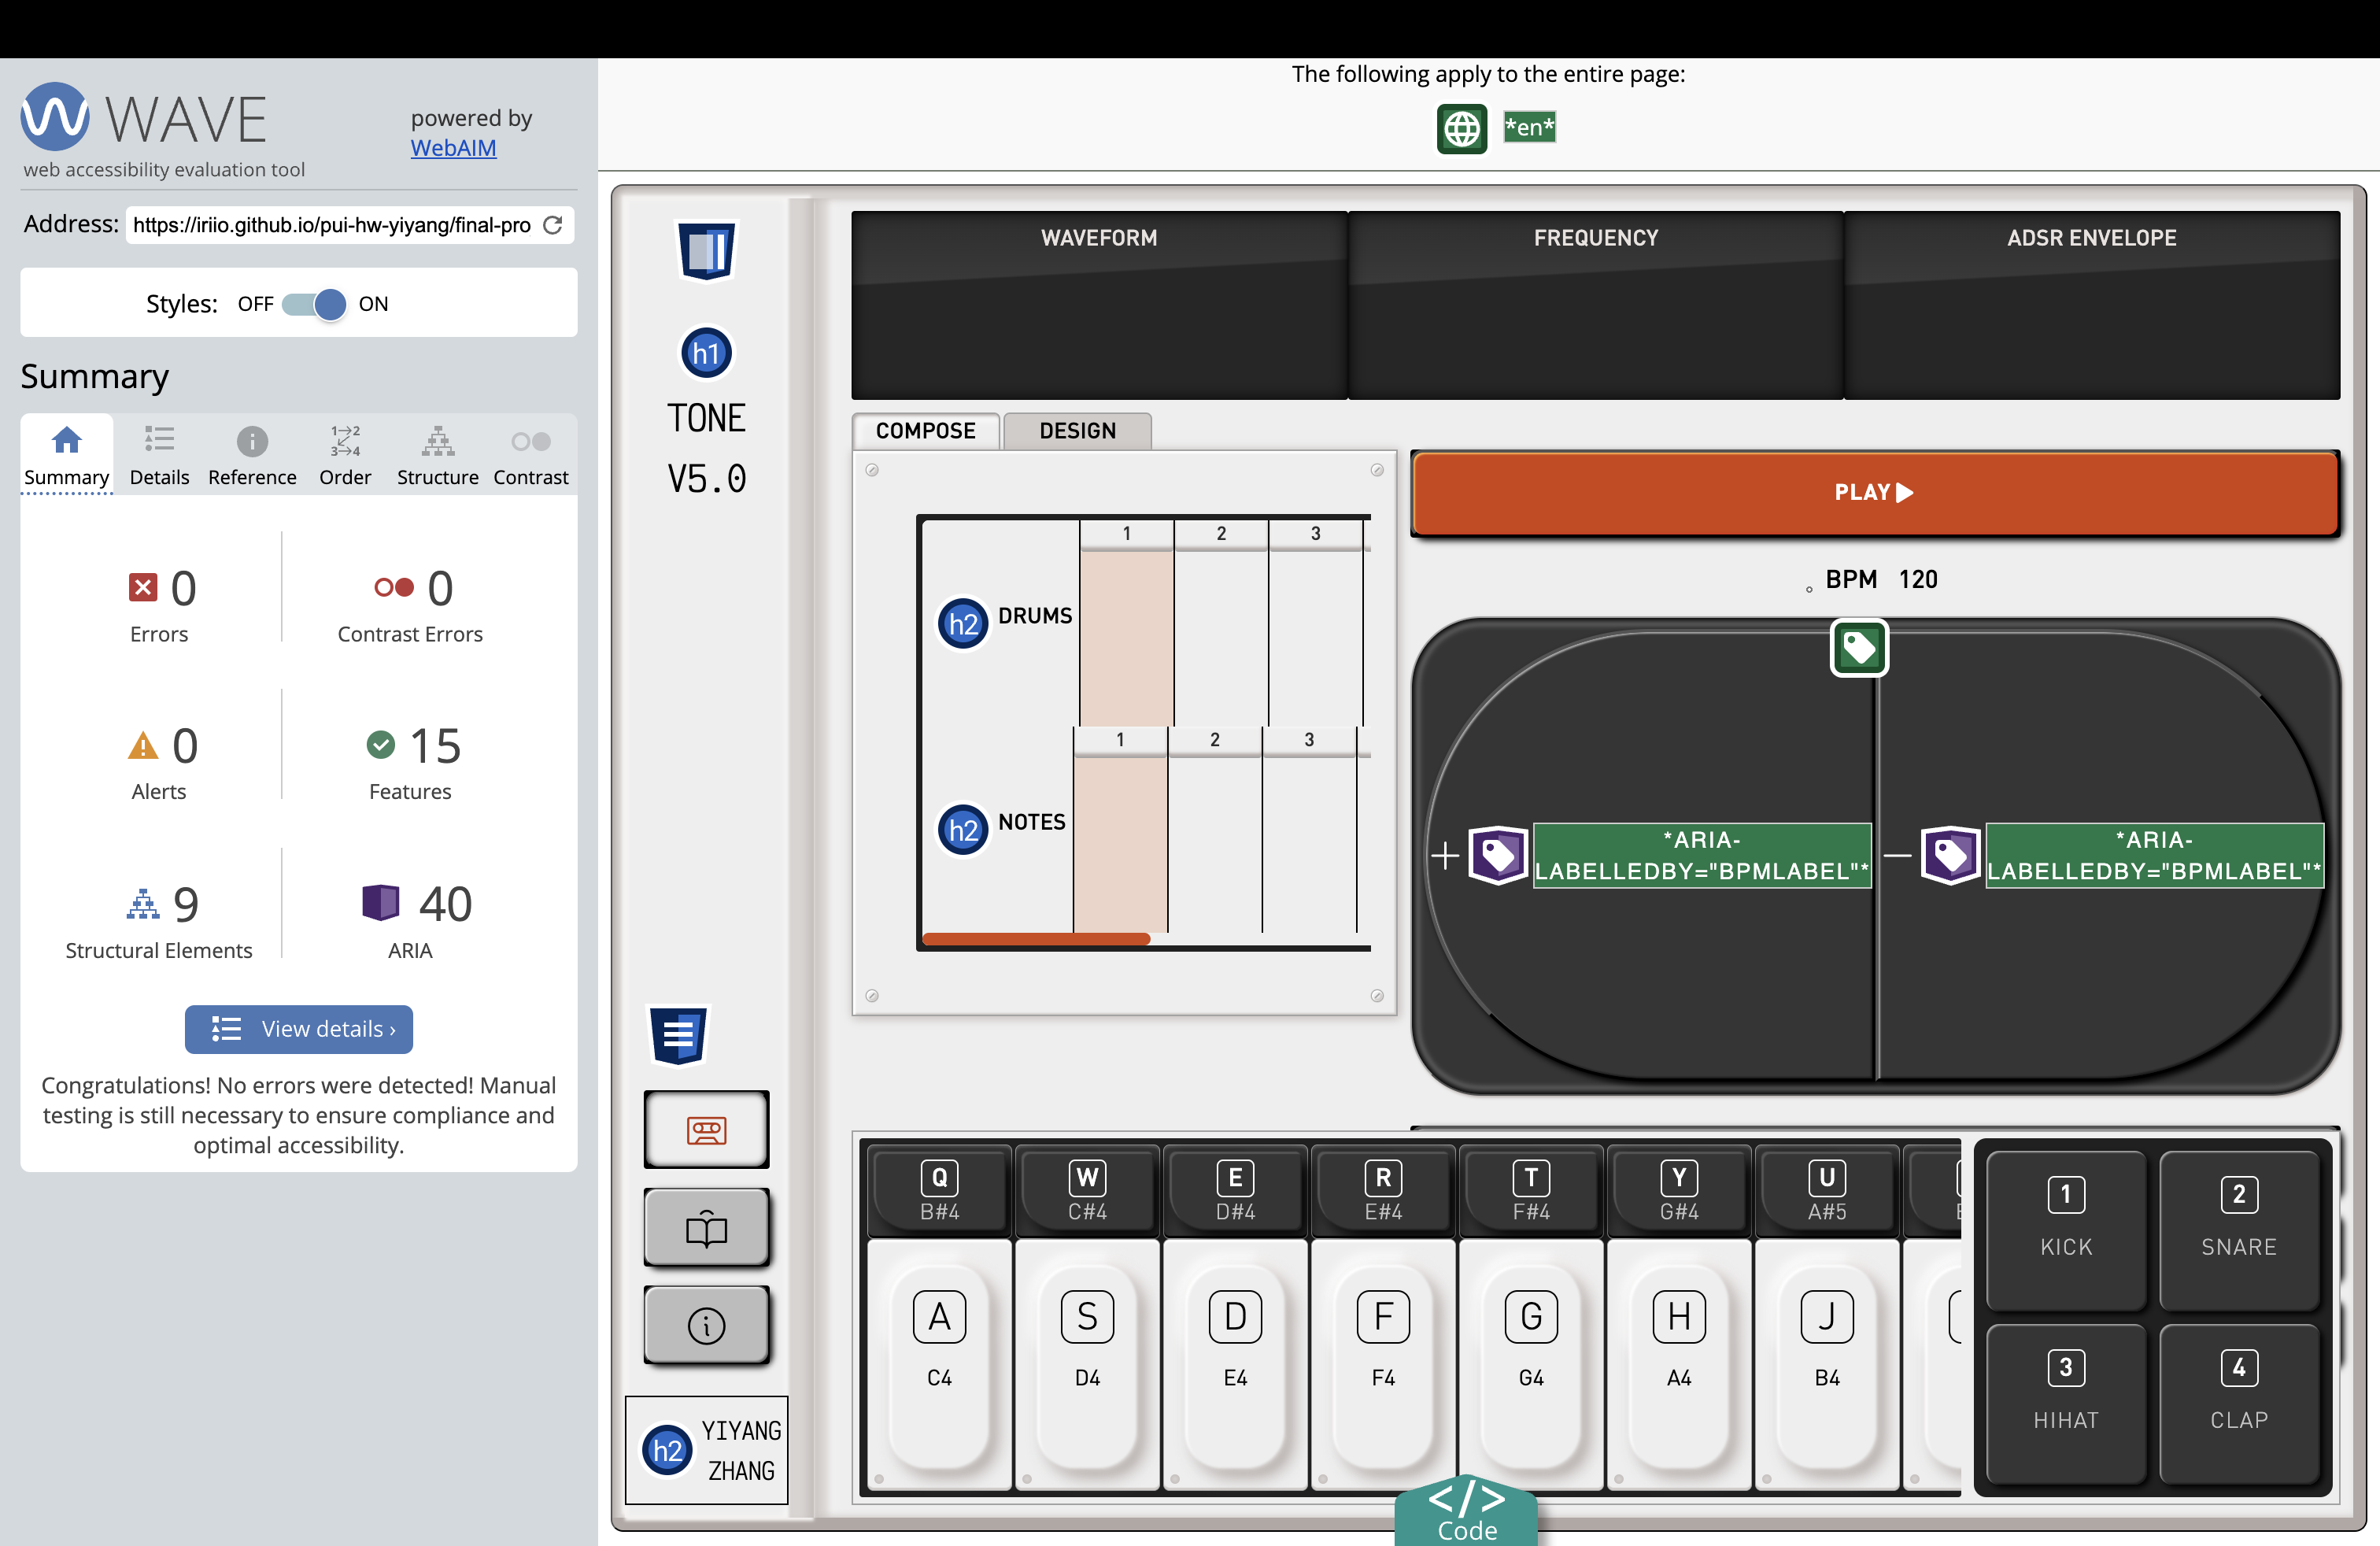 WAVE
powered by
WebAIM
web accessibility evaluation tool
Address: https://iriio.github.io/pui-hw-yiyang/final-pro
Styles: OFF ON
Summary
1→2
3→4
Summary Details Reference Order Structure Contrast
0 0
Errors Contrast Errors
0 15
Alerts Features
9 40
Structural Elements ARIA
View details ›
Congratulations! No errors were detected! Manual
testing is still necessary to ensure compliance and
optimal accessibility.
The following apply to the entire page:
*en*
h1
TONE
V5.0
WAVEFORM FREQUENCY ADSR ENVELOPE
COMPOSE DESIGN
1 2 3
h2 DRUMS
1 2 3
h2 NOTES
PLAY
BPM 120
+ *ARIA-
LABELLEDBY="BPMLABEL"*
— *ARIA-
LABELLEDBY="BPMLABEL"*
h2 YIYANG
ZHANG
Q W E R T Y U
B#4 C#4 D#4 E#4 F#4 G#4 A#5
A S D F G H J
C4 D4 E4 F4 G4 A4 B4
1 2
KICK SNARE
3 4
HIHAT CLAP
</>
Code